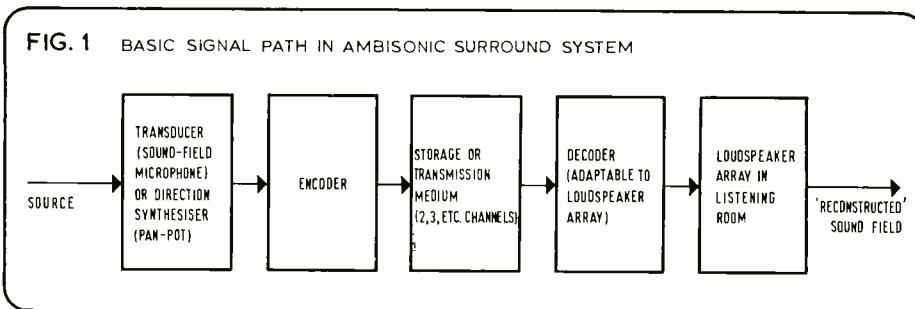 FIG. 1 BASIC SIGNAL PATH IN AMBISONIC SURROUND SYSTEM
SOURCE
TRANSDUCER
(SOUND-FIELD
MICROPHONE)
OR DIRECTION
SYNTHESISER
(PAN-POT)
ENCODER
STORAGE OR
TRANSMISSION
MEDIUM
(2,3, ETC. CHANNELS)
DECODER
(ADAPTABLE TO
LOUDSPEAKER
ARRAY)
LOUDSPEAKER
ARRAY IN
LISTENING
ROOM
'RECONSTRUCTED'
SOUND FIELD